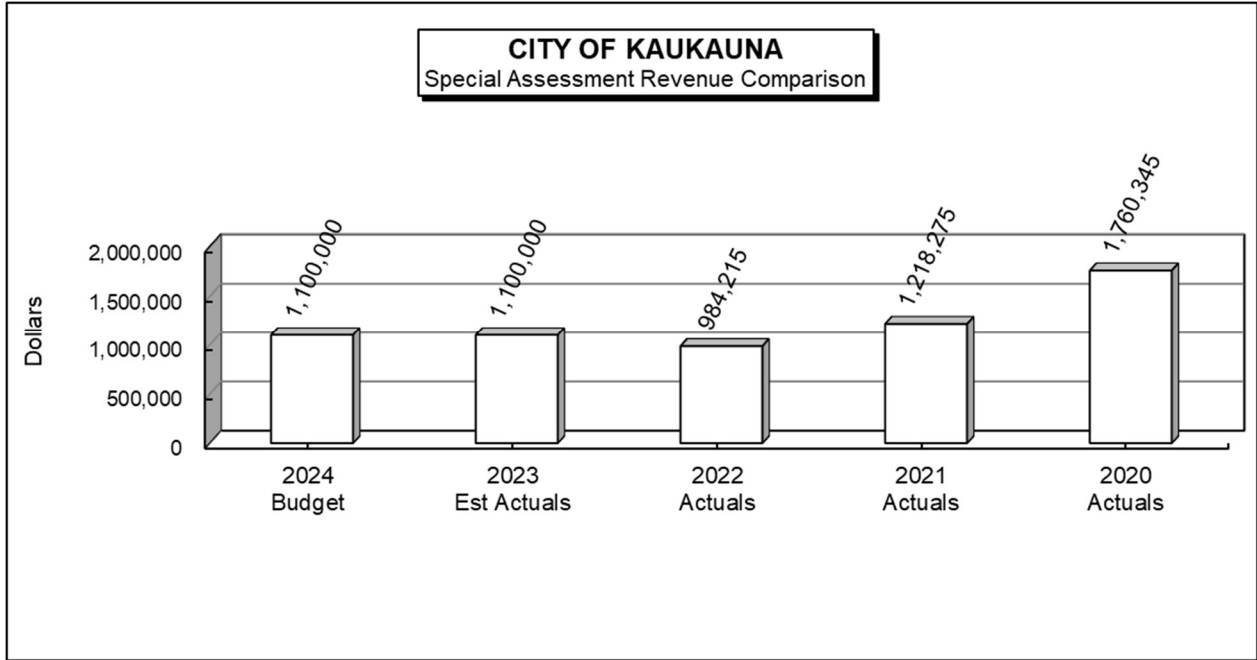 CITY OF KAUKAUNA
Special Assessment Revenue Comparison
Dollars
2,000,000
1,500,000
1,000,000
500,000
0
1,100,000
1,100,000
984,215
1,218,275
1,760,345
2024
Budget
2023
Est Actuals
2022
Actuals
2021
Actuals
2020
Actuals